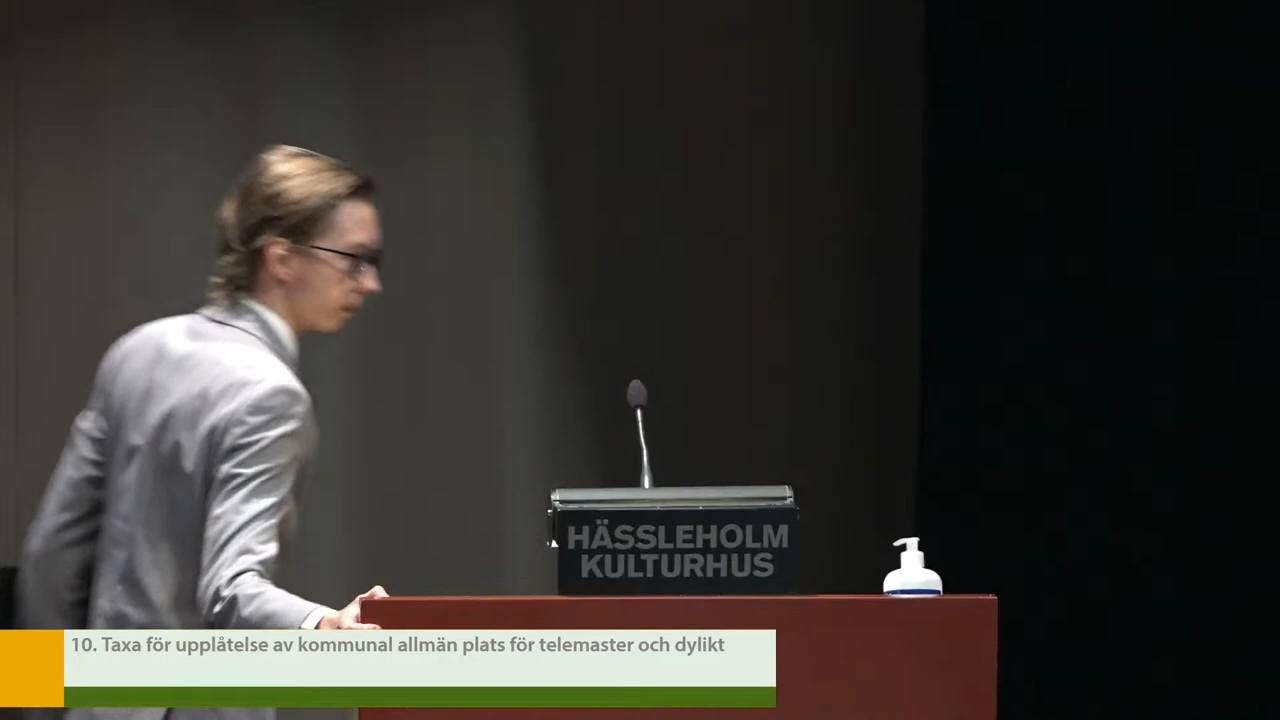 HÄSSLEHOLM
KULTURHUS
10. Taxa för upplåtelse av kommunal allmän plats för telemaster och dylikt